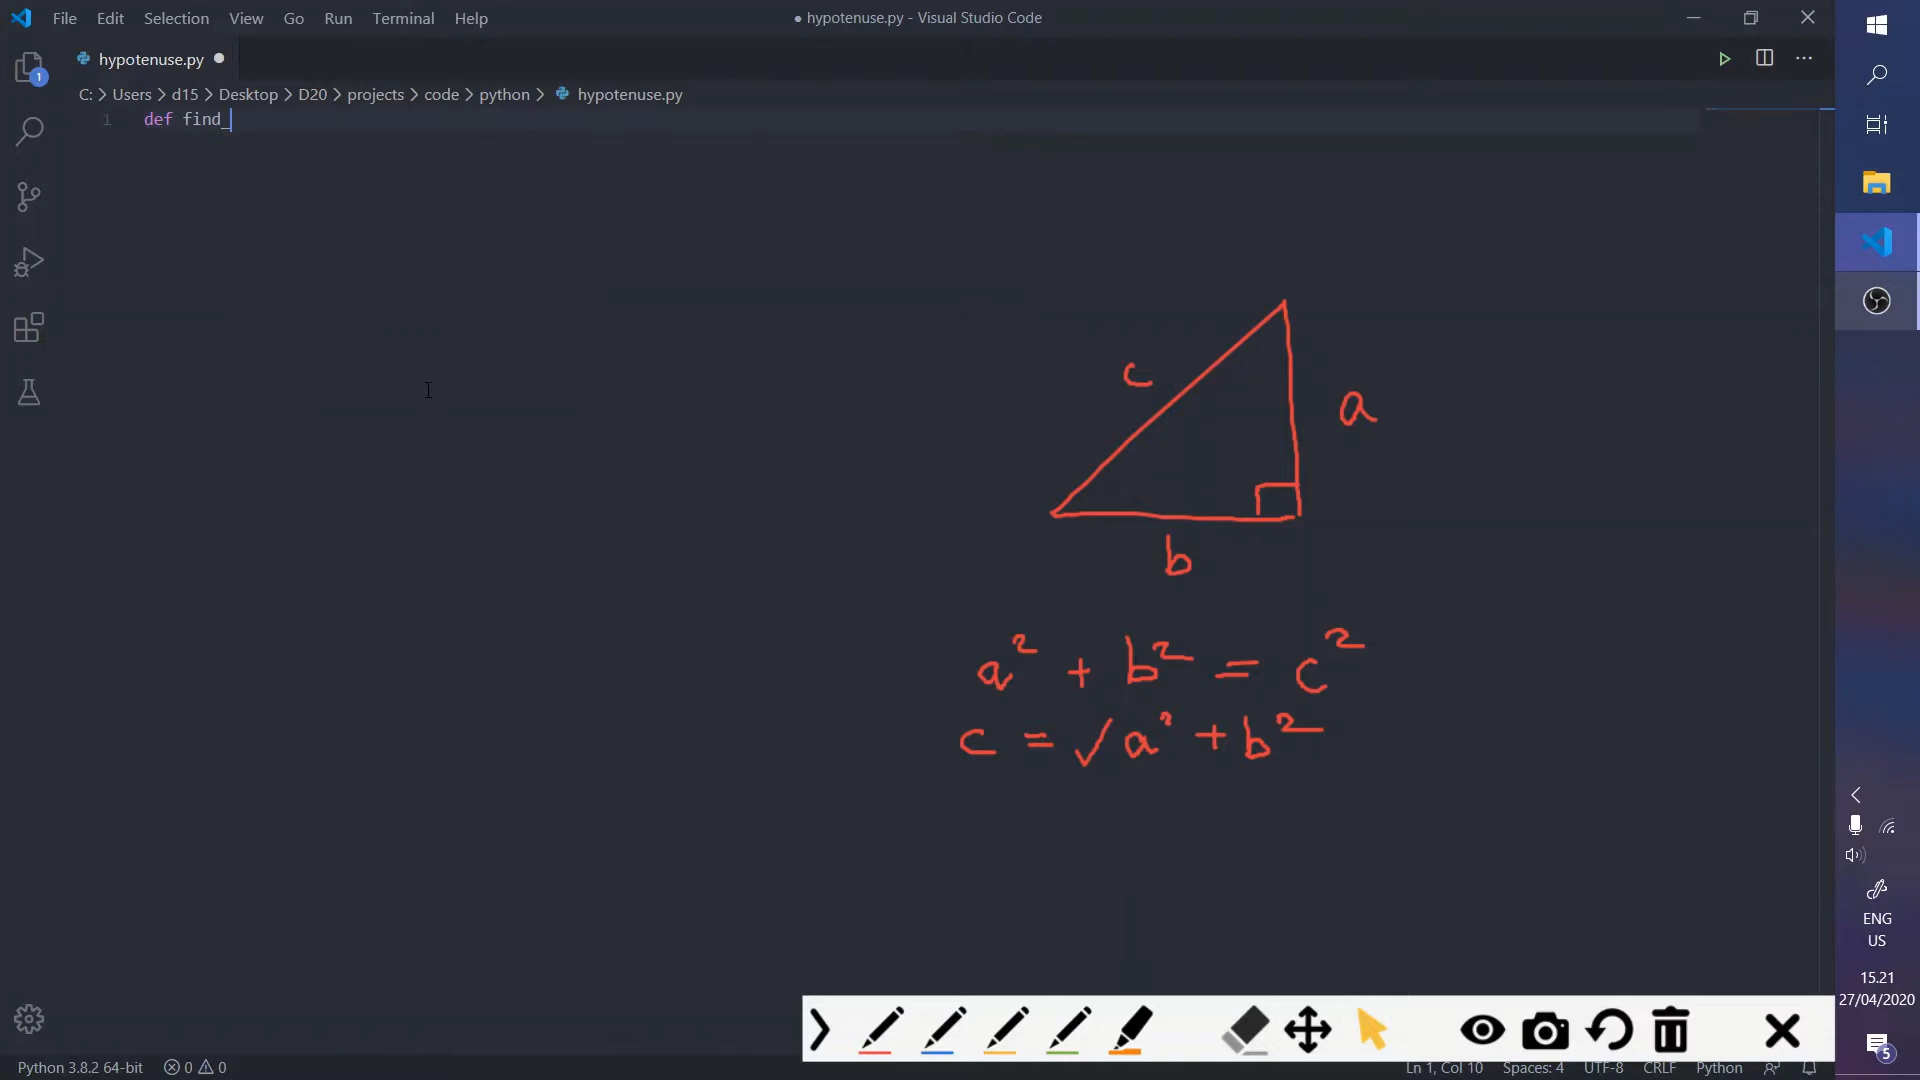 File Edit Selection View Go Run Terminal Help
● hypotenuse.py - Visual Studio Code
hypotenuse.py ●
C: > Users > d15 > Desktop > D20 > projects > code > python > hypotenuse.py
1 def find_
1
c
a
b
a² + b² = c²
c = √a² + b²
ENG
US
15.21
27/04/2020
5
Python 3.8.2 64-bit 0 0
Ln 1, Col 10 Spaces: 4 UTF-8 CRLF Python